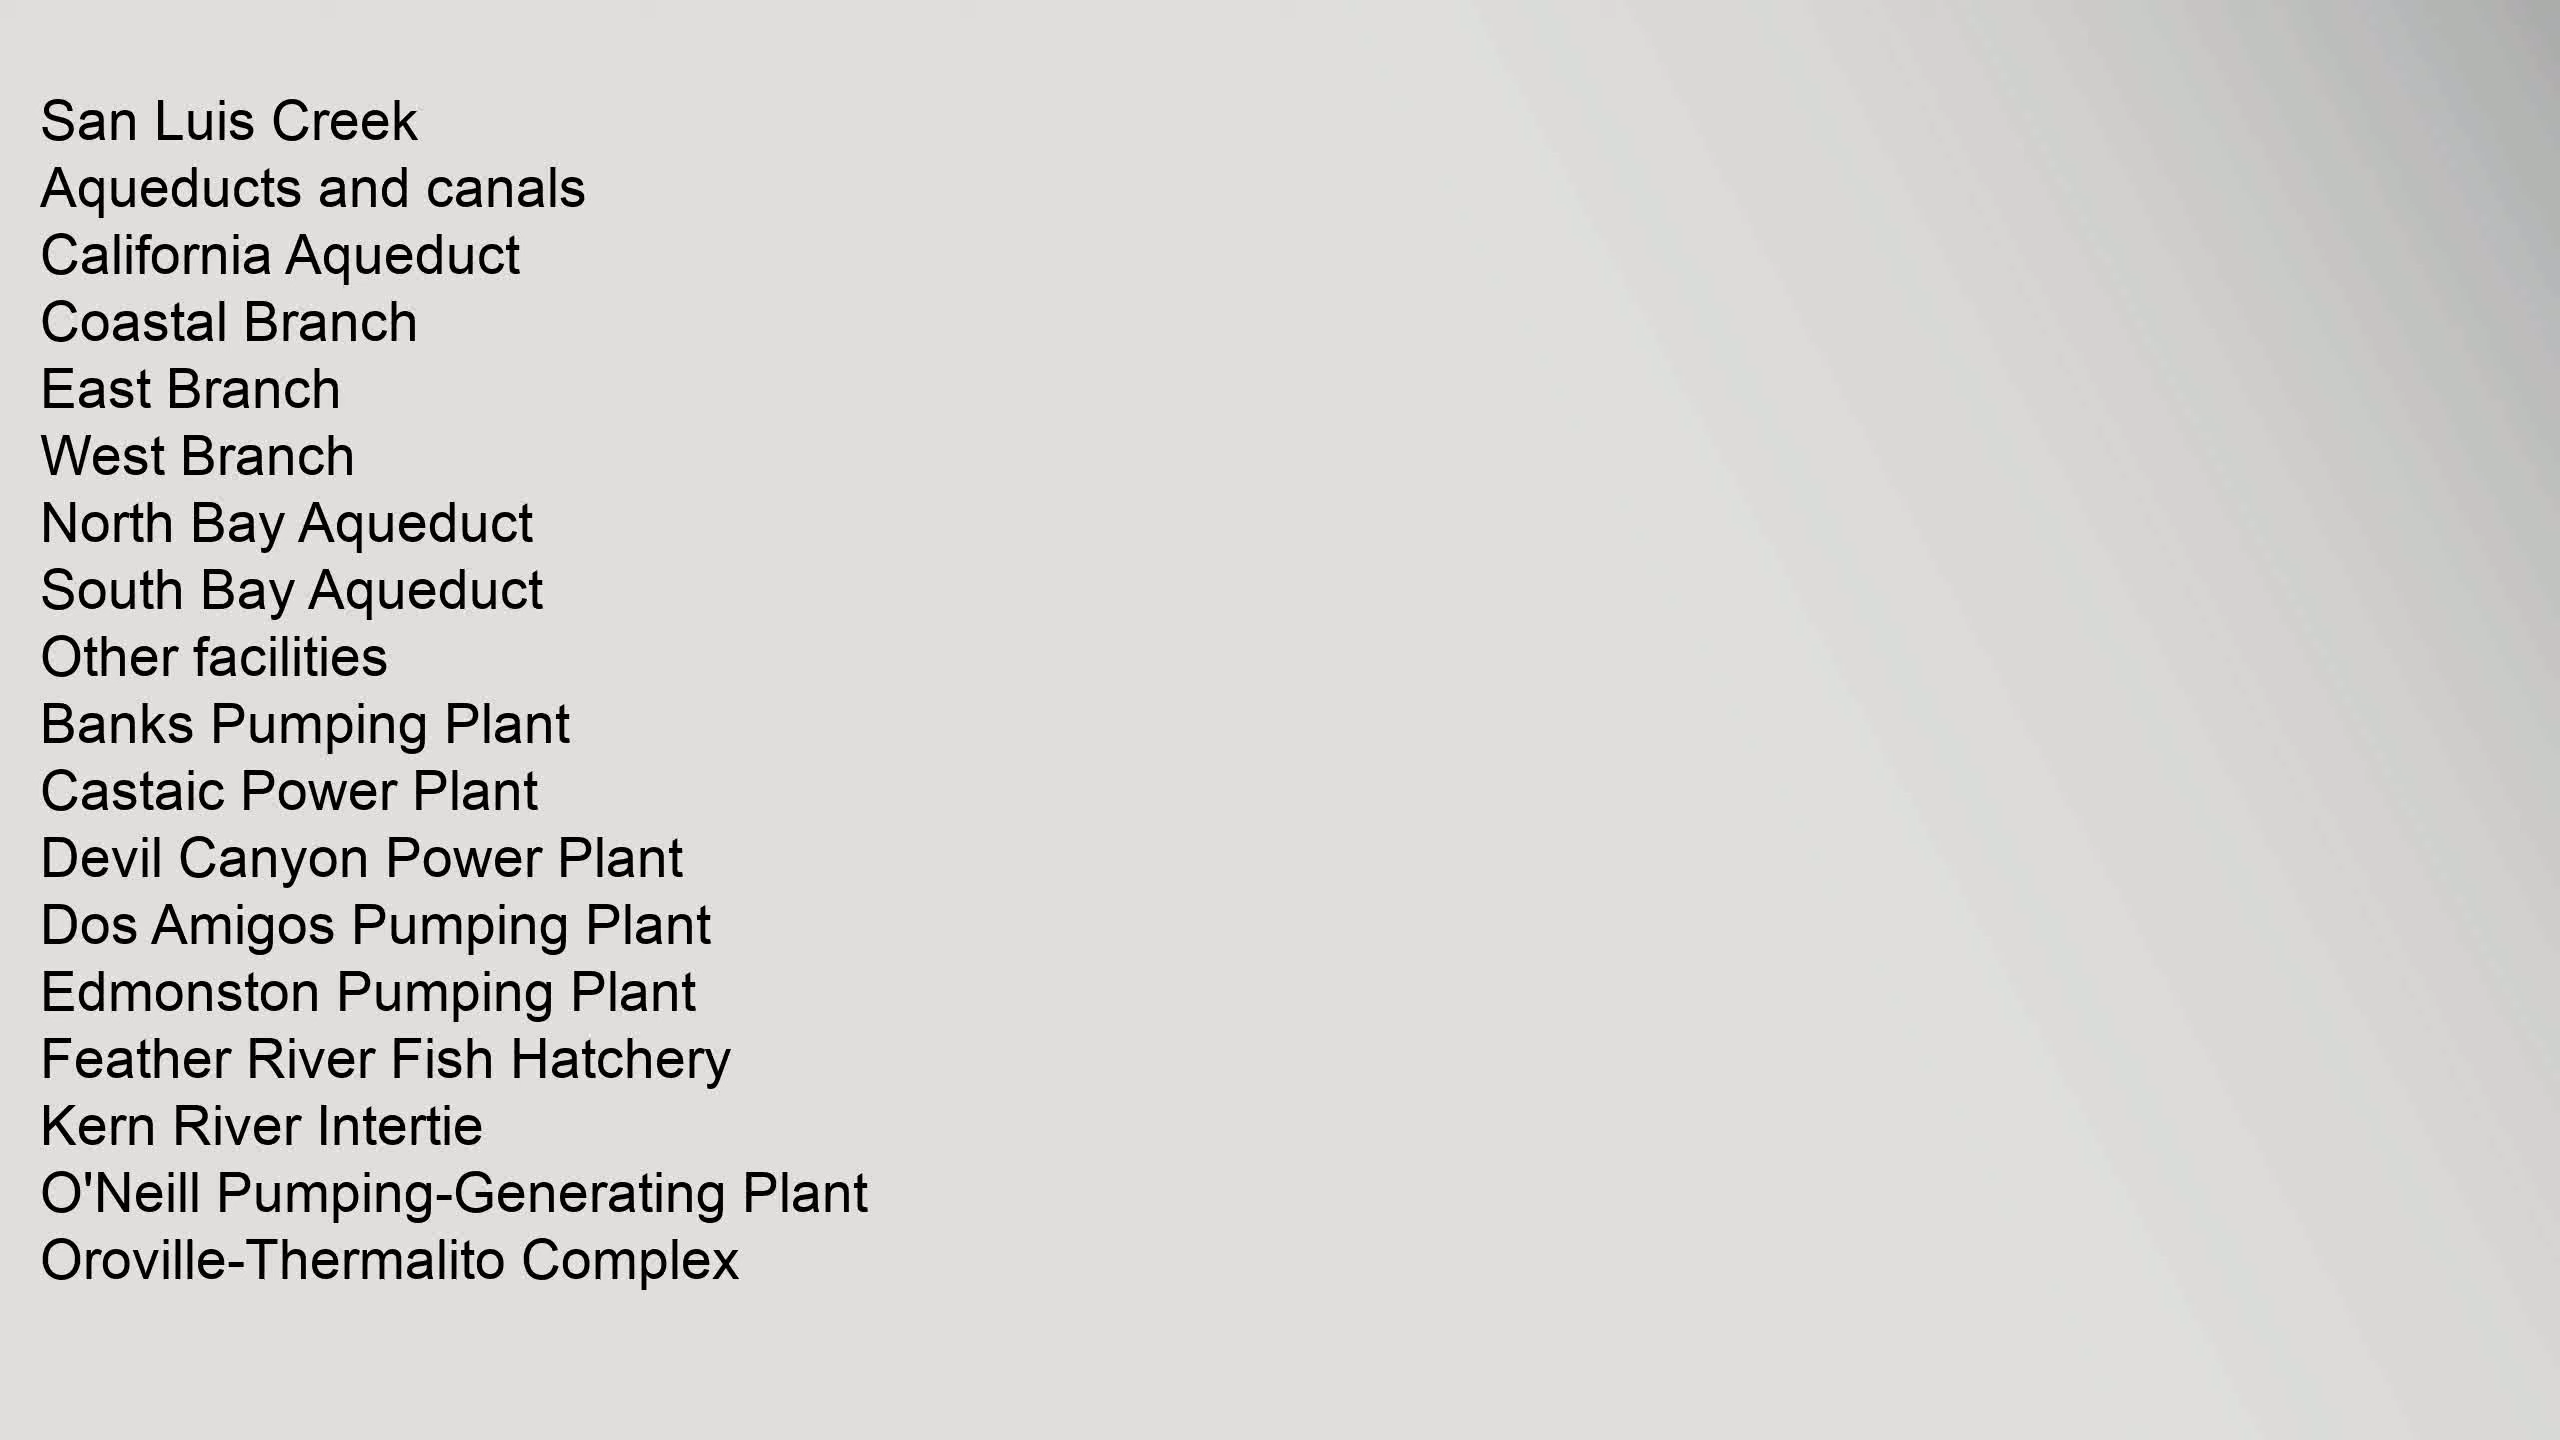 San Luis Creek
Aqueducts and canals
California Aqueduct
Coastal Branch
East Branch
West Branch
North Bay Aqueduct
South Bay Aqueduct
Other facilities
Banks Pumping Plant
Castaic Power Plant
Devil Canyon Power Plant
Dos Amigos Pumping Plant
Edmonston Pumping Plant
Feather River Fish Hatchery
Kern River Intertie
O'Neill Pumping-Generating Plant
Oroville-Thermalito Complex